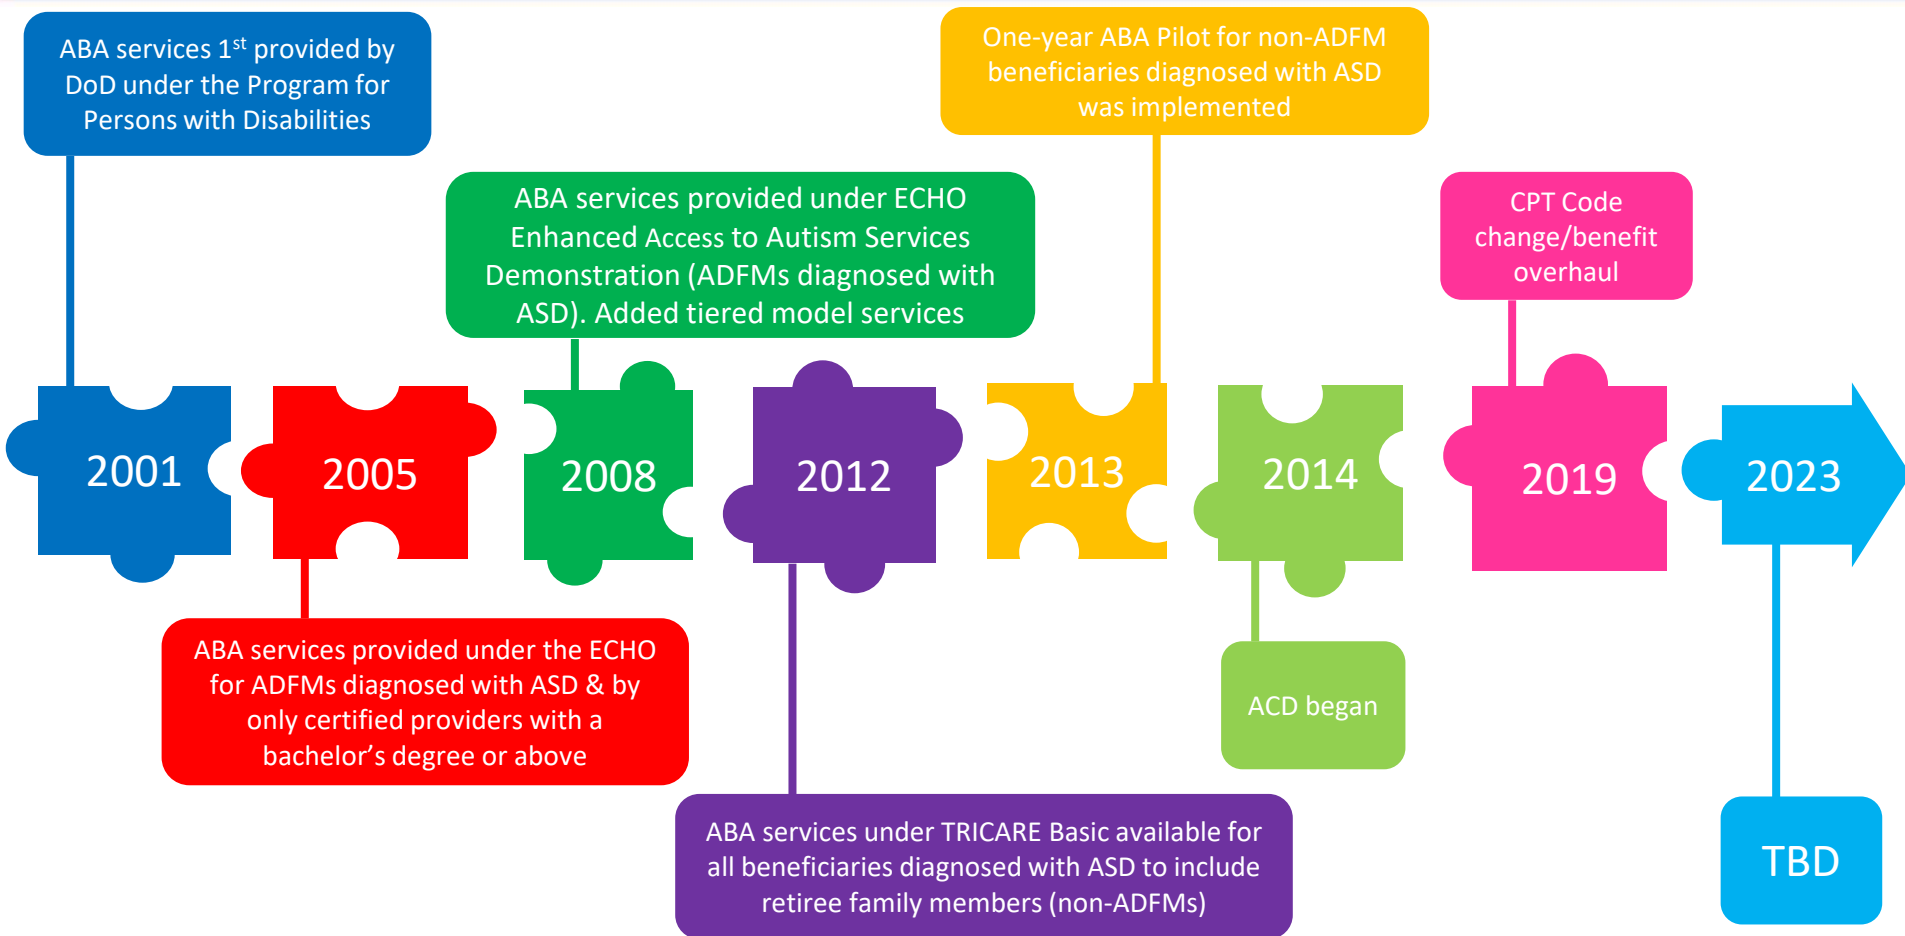 ABA services 1st provided by
DoD under the Program for
Persons with Disabilities
One-year ABA Pilot for non-ADFM
beneficiaries diagnosed with ASD
was implemented
ABA services provided under ECHO
Enhanced Access to Autism Services
Demonstration (ADFMs diagnosed with
ASD). Added tiered model services
CPT Code
change/benefit
overhaul
2001
2005
2008
2012
2013
2014
2019
2023
ABA services provided under the ECHO
for ADFMs diagnosed with ASD & by
only certified providers with a
bachelor’s degree or above
ACD began
ABA services under TRICARE Basic available for
all beneficiaries diagnosed with ASD to include
retiree family members (non-ADFMs)
TBD